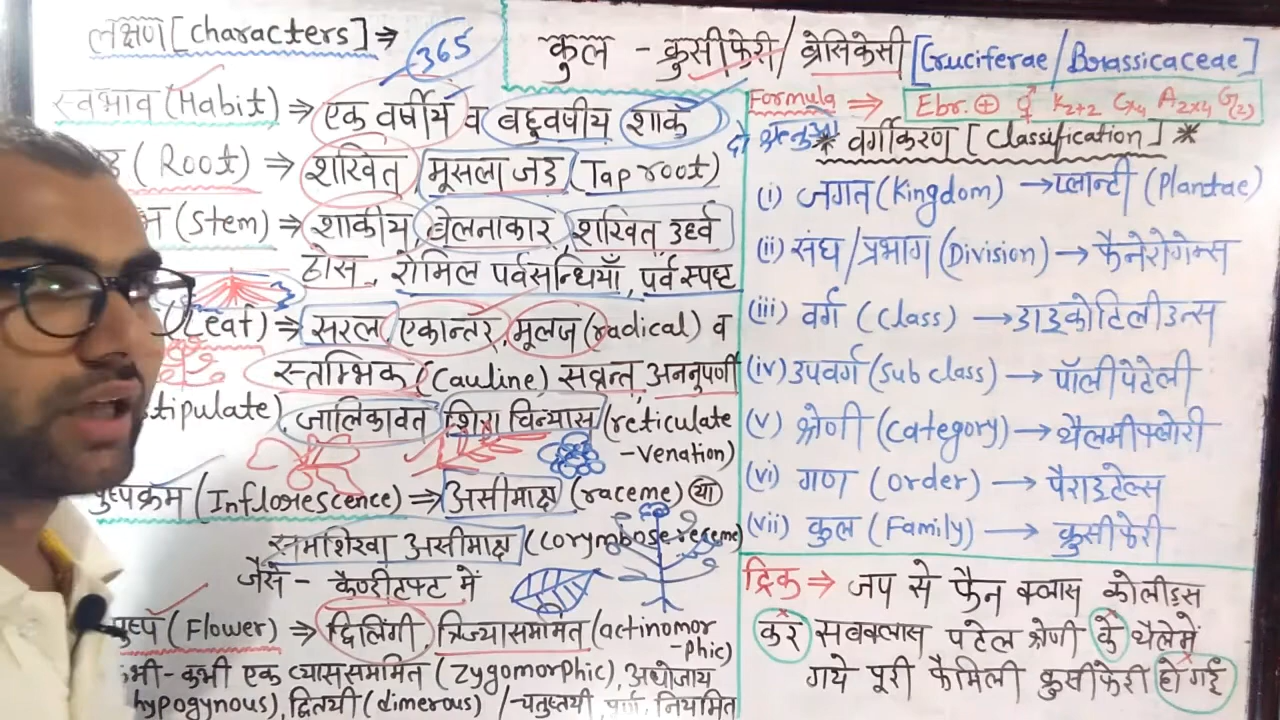 लक्षण [characters] ⇒
365
स्वभाव (Habit) ⇒ एक वर्षीय व बहुवर्षीय शाक
(Root) ⇒ शाखित मूसला जड (Tap root)
(Stem) ⇒ शाकीय, बेलनाकार, शाखित उर्ध्व
ठोस, रोमिल पर्वसन्धियाँ, पर्व स्पष्ट
(Leaf) ⇒ सरल, एकान्तर, मूलज (radical) व
स्तम्भिक (Cauline) सवृन्त, अननुपर्णी
stipulate), जालिकावत शिरा विन्यास (reticulate
-venation)
पुष्पक्रम (Inflorescence) ⇒ असीमाक्ष (raceme) या
समशिखा असीमाक्ष (Corymbose receme)
जैसे - कैण्डीटफ्ट में
पुष्प (Flower) ⇒ द्विलिंगी त्रिज्यासममित (actinomor
-phic)
कभी-कभी एक व्याससममित (zygomorphic), अधोजाय
hypogynous), द्वितयी (dimerous) /-चतुष्तयी, पूर्ण, नियमित
कुल - क्रुसीफेरी/ब्रेसिकेसी [Cruciferae/Brassicaceae]
Formula ⇒ Ebr. ⊕ ⚥ K2+2 Cx4 A2×4 G(2)
* वर्गीकरण [Classification] *
(i) जगत (Kingdom) → प्लान्टी (Plantae)
(ii) संघ/प्रभाग (Division) → फैनेरोगेम्स
(iii) वर्ग (Class) → डाइकोटिलीडन्स
(iv) उपवर्ग (Sub class) → पॉलीपेटेली
(v) श्रेणी (Category) → थैलमीफ्लोरी
(vi) गण (Order) → पैराइटेल्स
(vii) कुल (Family) → क्रुसीफेरी
ट्रिक ⇒ जप से फैन क्लास कोलीड्स
कर सबक्लास पटेल श्रेणी के थैलेमें
गये पूरी फैमिली क्रुसीफेरी हो गई